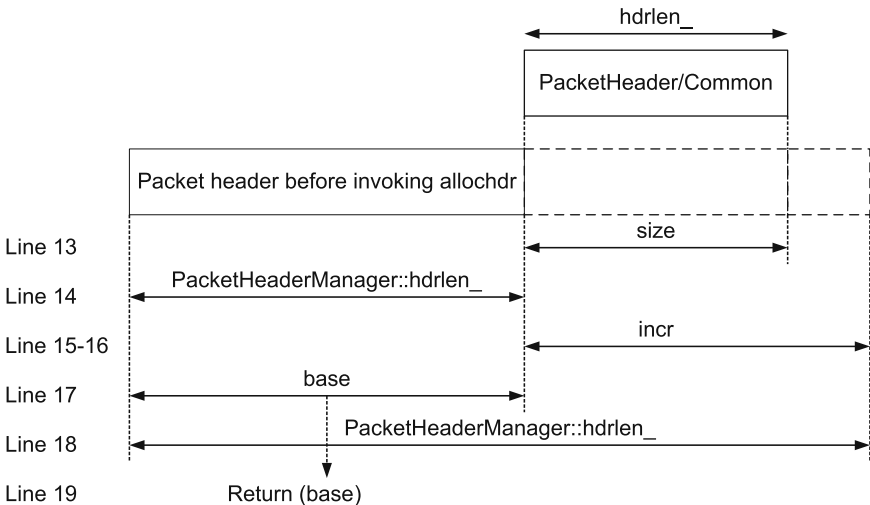 hdrlen_
PacketHeader/Common
Packet header before invoking allochdr
Line 13
size
Line 14
PacketHeaderManager::hdrlen_
Line 15-16
incr
Line 17
base
Line 18
PacketHeaderManager::hdrlen_
Line 19
Return (base)